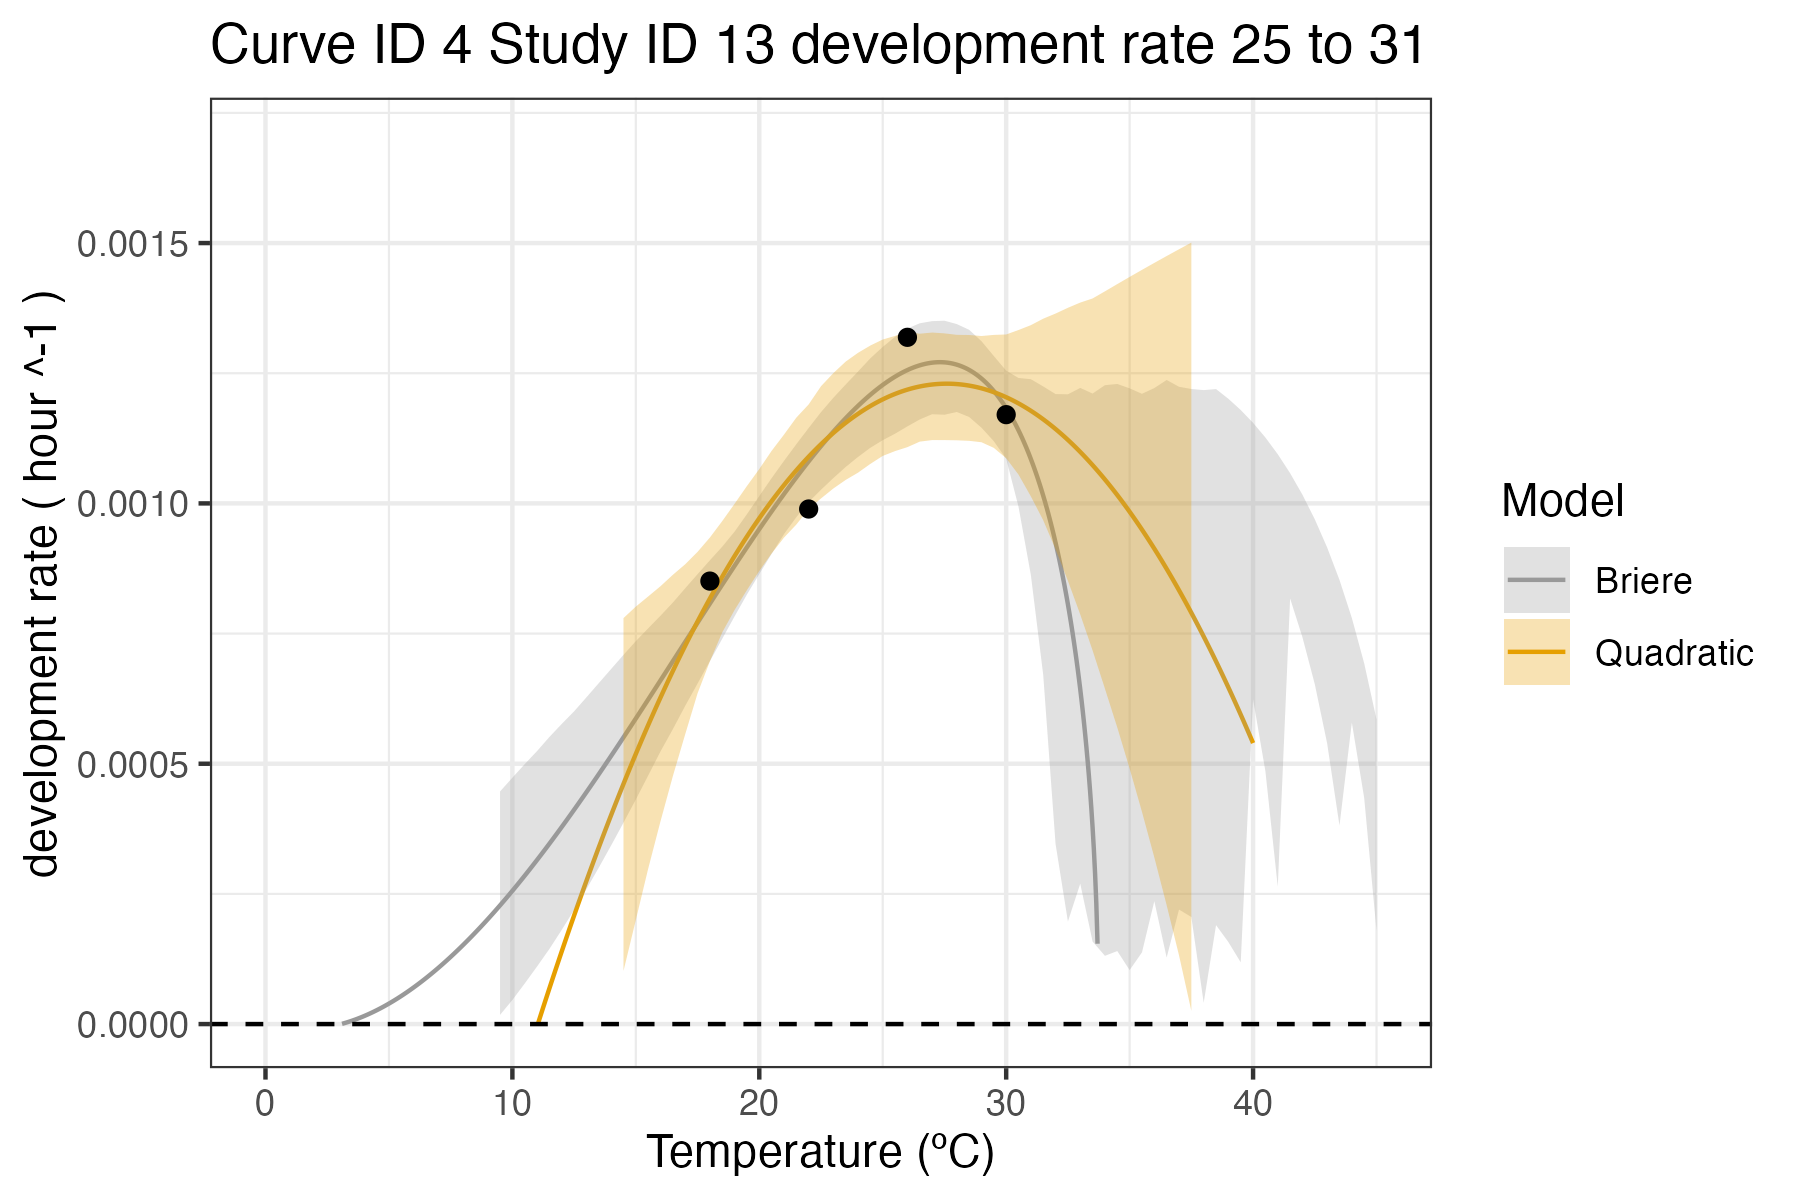 Curve ID 4 Study ID 13 development rate 25 to 31
development rate ( hour ^-1 )
0.0015
0.0010
0.0005
0.0000
0 10 20 30 40
Temperature (ºC)
Model
Briere
Quadratic